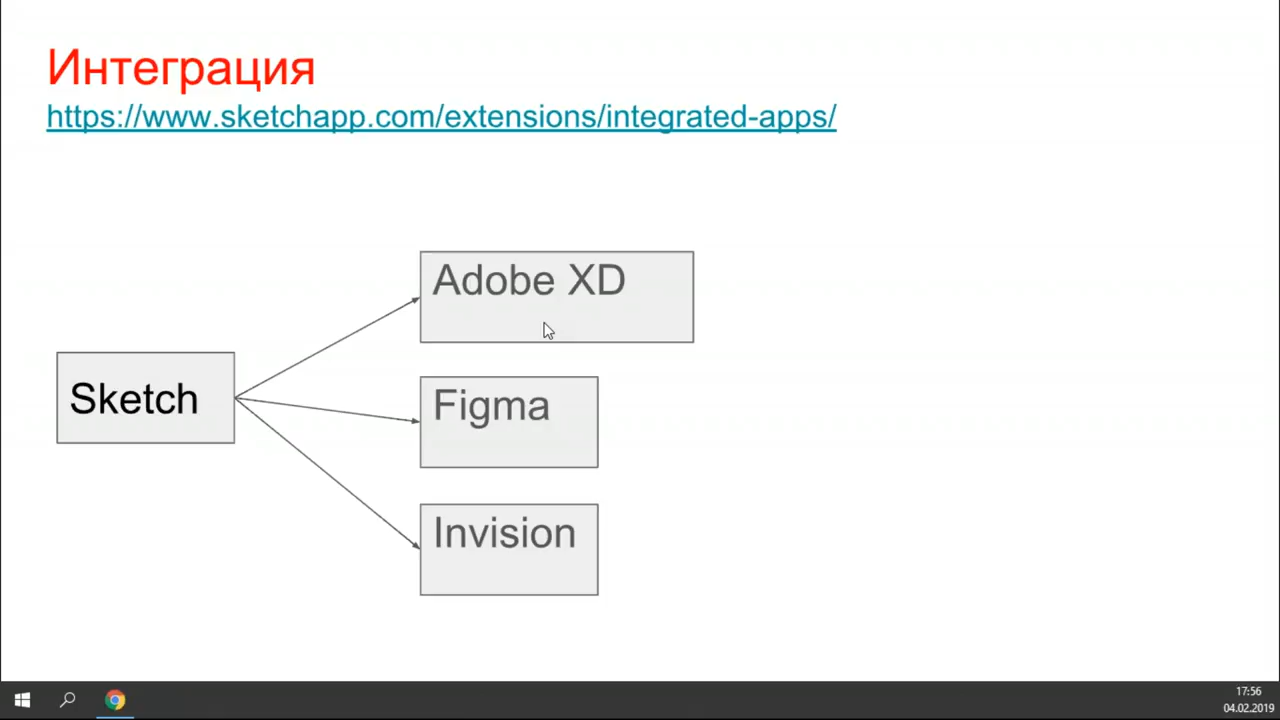 Интеграция
https://www.sketchapp.com/extensions/integrated-apps/
Adobe XD
Sketch
Figma
Invision
17:56
04.02.2019